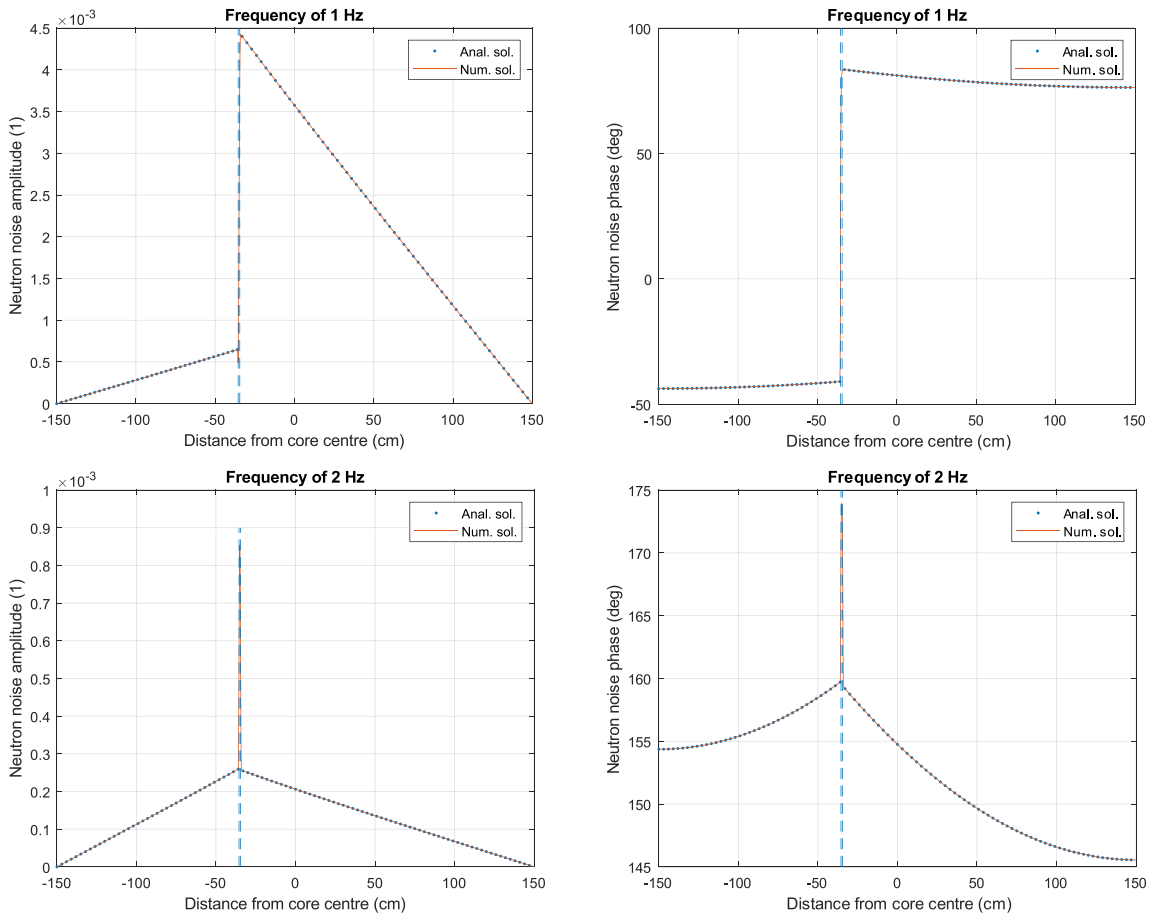 Frequency of 1 Hz
×10⁻³
4.5
4
3.5
3
2.5
2
1.5
1
0.5
0
Neutron noise amplitude (1)
Anal. sol.
Num. sol.
-150 -100 -50 0 50 100 150
Distance from core centre (cm)
Frequency of 1 Hz
100
50
0
-50
Neutron noise phase (deg)
Anal. sol.
Num. sol.
-150 -100 -50 0 50 100 150
Distance from core centre (cm)
Frequency of 2 Hz
×10⁻³
1
0.9
0.8
0.7
0.6
0.5
0.4
0.3
0.2
0.1
0
Neutron noise amplitude (1)
Anal. sol.
Num. sol.
-150 -100 -50 0 50 100 150
Distance from core centre (cm)
Frequency of 2 Hz
175
170
165
160
155
150
145
Neutron noise phase (deg)
Anal. sol.
Num. sol.
-150 -100 -50 0 50 100 150
Distance from core centre (cm)